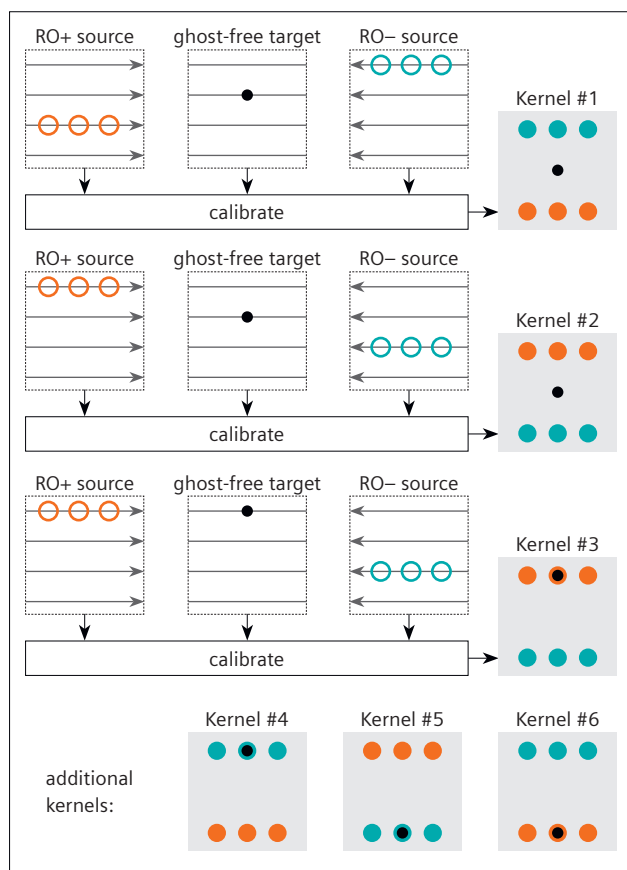 RO+ source ghost-free target RO− source
Kernel #1
calibrate
RO+ source ghost-free target RO− source
Kernel #2
calibrate
RO+ source ghost-free target RO− source
Kernel #3
calibrate
Kernel #4 Kernel #5 Kernel #6
additional
kernels: